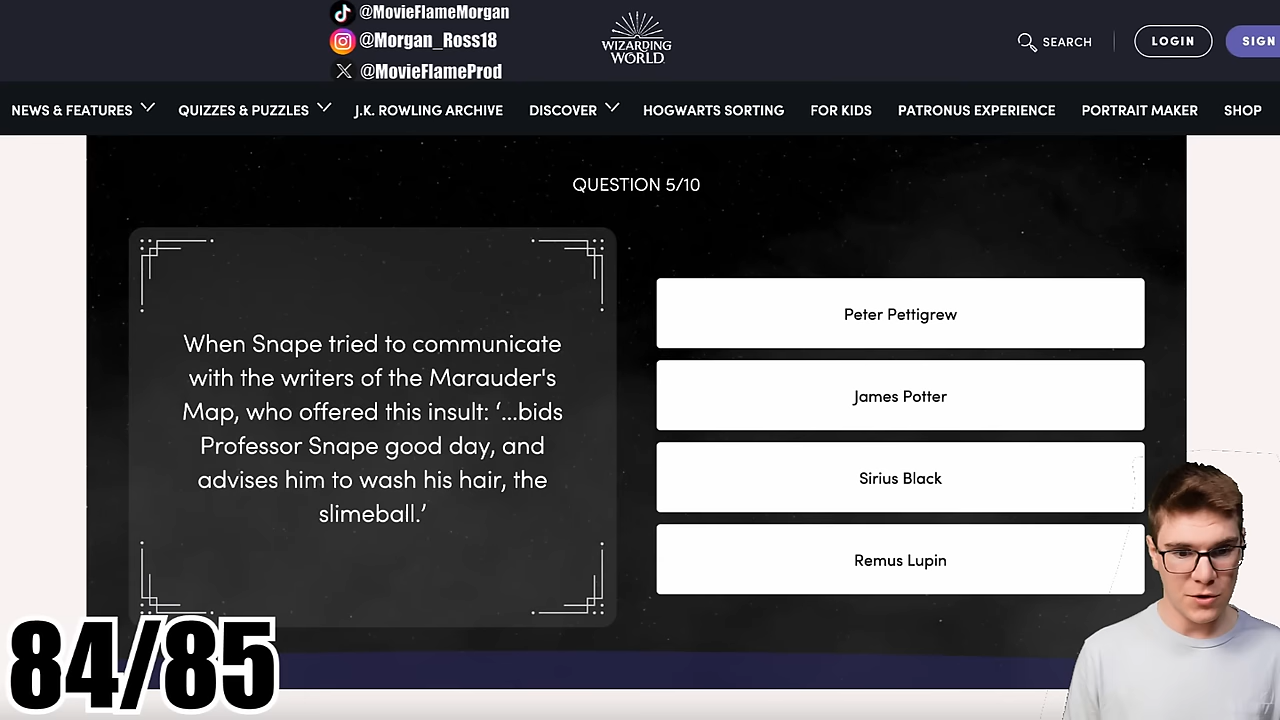 @MovieFlameMorgan
@Morgan_Ross18
@MovieFlameProd
WIZARDING
WORLD
SEARCH
LOGIN
SIGN
NEWS & FEATURES
QUIZZES & PUZZLES
J.K. ROWLING ARCHIVE
DISCOVER
HOGWARTS SORTING
FOR KIDS
PATRONUS EXPERIENCE
PORTRAIT MAKER
SHOP
QUESTION 5/10
When Snape tried to communicate
with the writers of the Marauder's
Map, who offered this insult: ‘...bids
Professor Snape good day, and
advises him to wash his hair, the
slimeball.’
Peter Pettigrew
James Potter
Sirius Black
Remus Lupin
84/85